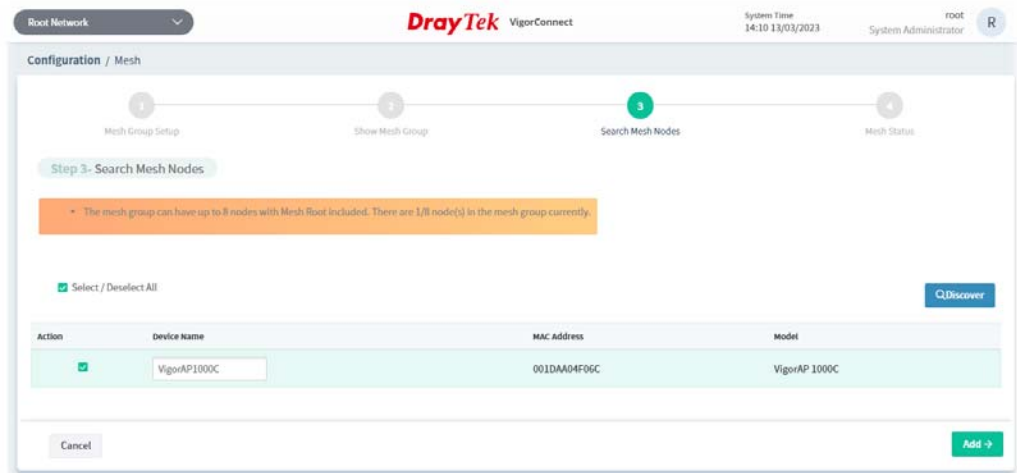 Root Network
DrayTek VigorConnect
System Time
14:10 13/03/2023
root
System Administrator
R
Configuration / Mesh
1
2
3
4
Mesh Group Setup
Show Mesh Group
Search Mesh Nodes
Mesh Status
Step 3- Search Mesh Nodes
• The mesh group can have up to 8 nodes with Mesh Root included. There are 1/8 node(s) in the mesh group currently.
Select / Deselect All
Discover
Action Device Name MAC Address Model
VigorAP1000C 001DAA04F06C VigorAP 1000C
Cancel
Add →